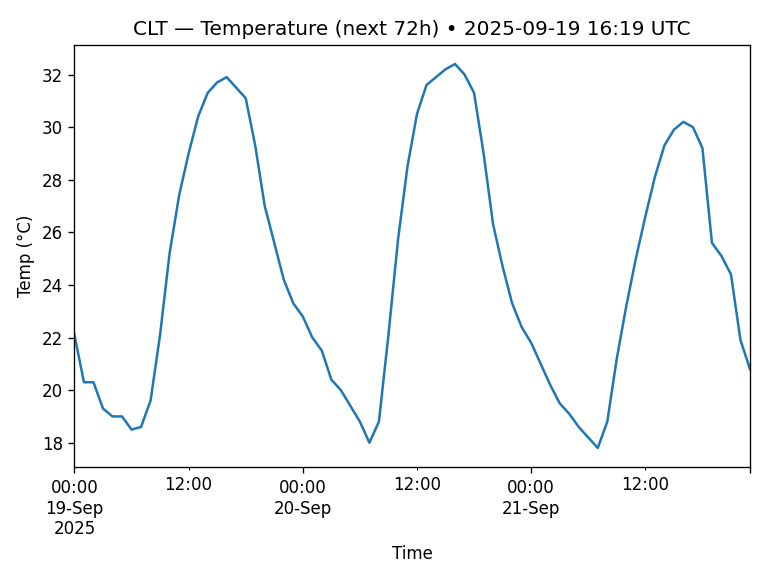 CLT — Temperature (next 72h) • 2025-09-19 16:19 UTC
Temp (°C)
32
30
28
26
24
22
20
18
00:00 12:00 00:00 12:00 00:00 12:00
19-Sep 20-Sep 21-Sep
2025
Time